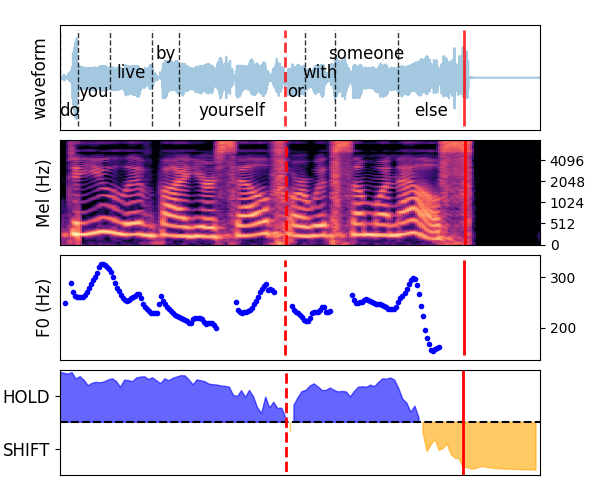 waveform
do you live by yourself or with someone else
Mel (Hz)
4096
2048
1024
512
0
F0 (Hz)
300
200
HOLD
SHIFT